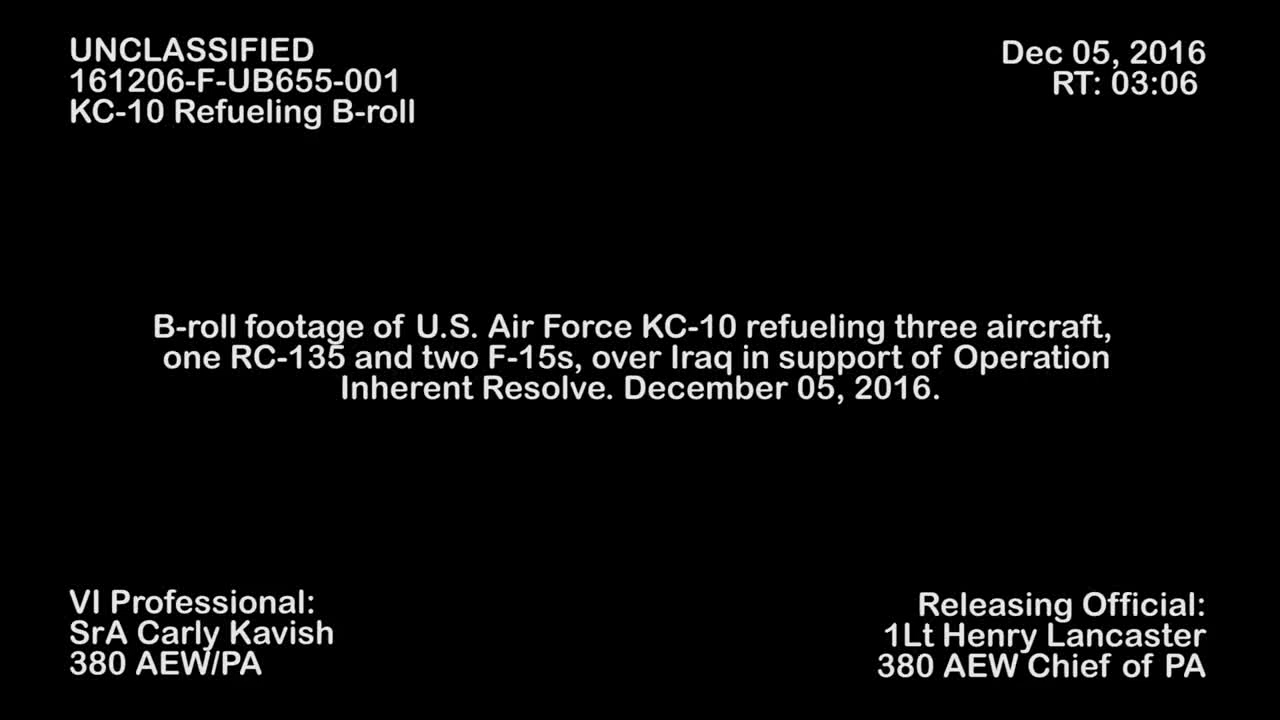 UNCLASSIFIED
161206-F-UB655-001
KC-10 Refueling B-roll
Dec 05, 2016
RT: 03:06
B-roll footage of U.S. Air Force KC-10 refueling three aircraft,
one RC-135 and two F-15s, over Iraq in support of Operation
Inherent Resolve. December 05, 2016.
VI Professional:
SrA Carly Kavish
380 AEW/PA
Releasing Official:
1Lt Henry Lancaster
380 AEW Chief of PA